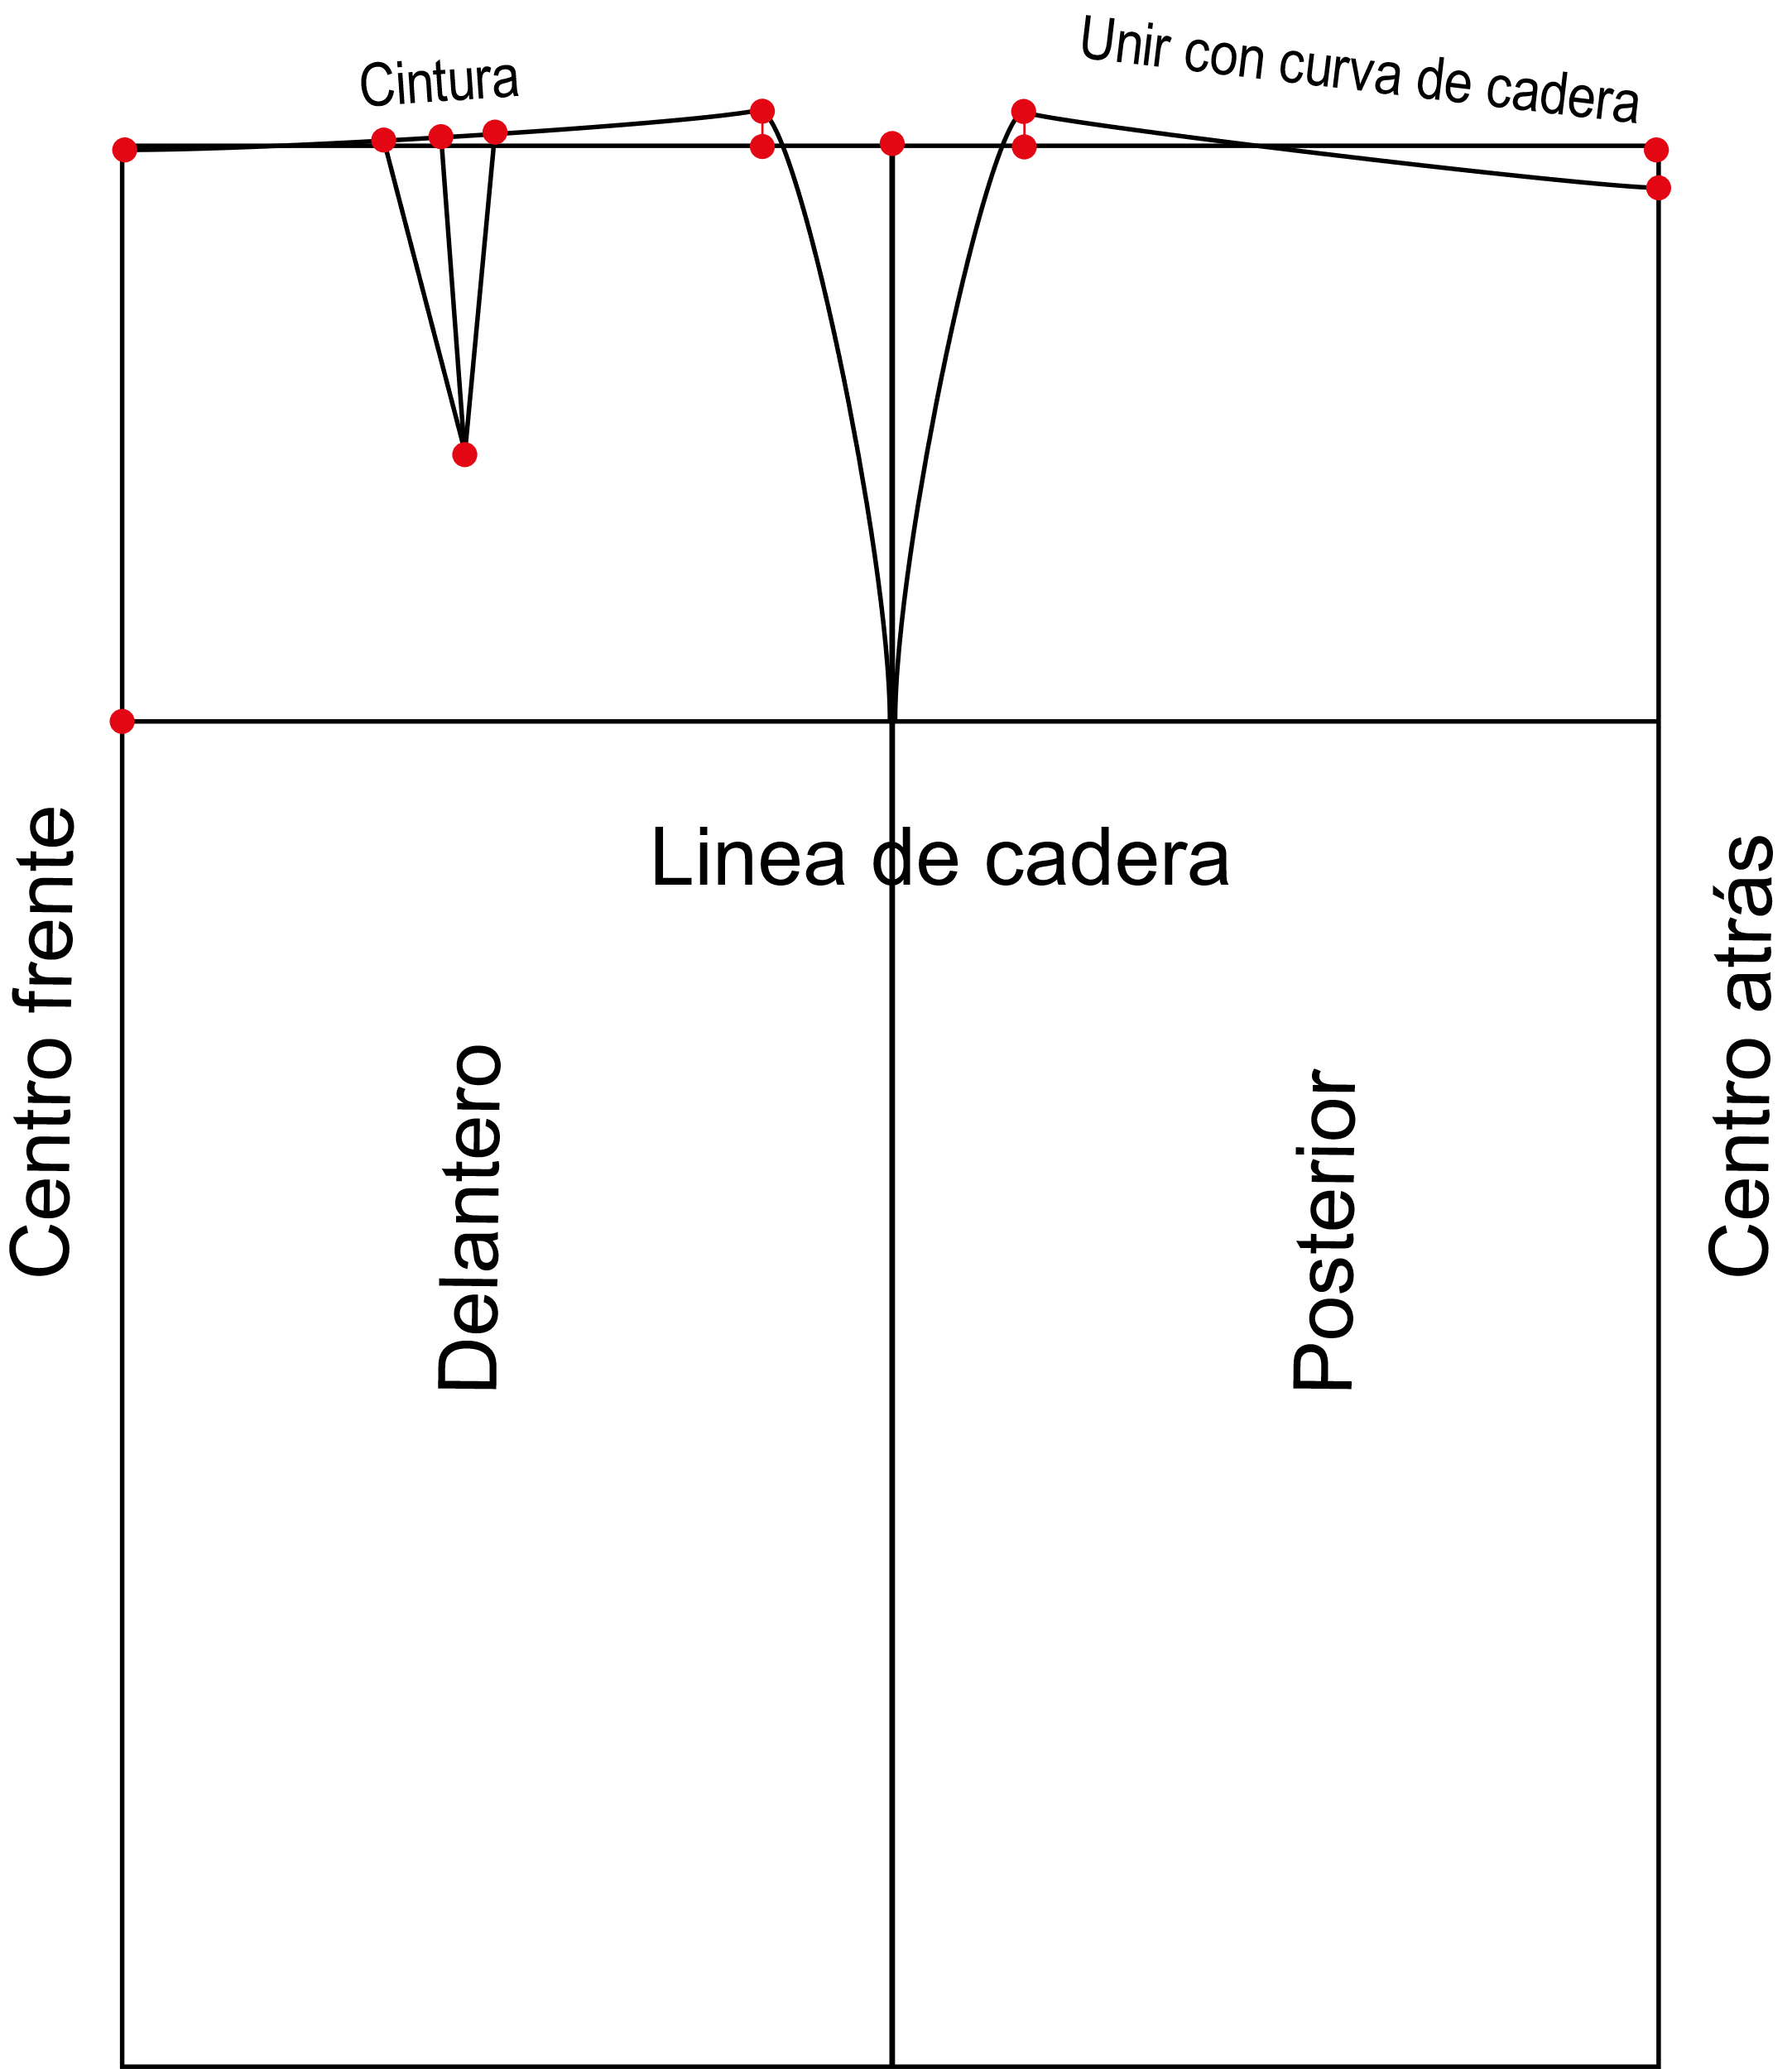 Cintura
Unir con curva de cadera
Linea de cadera
Centro frente
Delantero
Posterior
Centro atrás